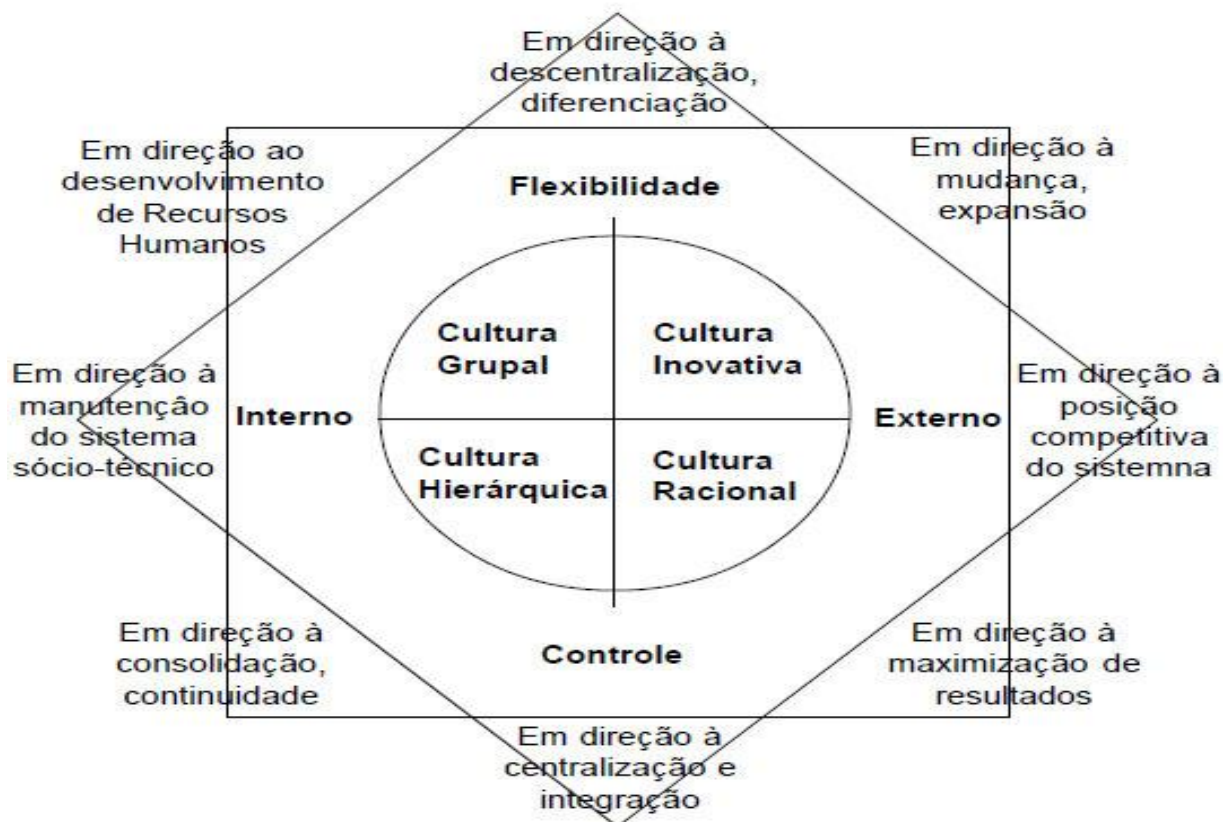 Em direção à
descentralização,
diferenciação
Em direção ao
desenvolvimento
de Recursos
Humanos
Flexibilidade
Em direção à
mudança,
expansão
Cultura
Grupal
Cultura
Inovativa
Em direção à
manutençâo
do sistema
sócio-técnico
Interno
Externo
Em direção à
posição
competitiva
do sistemna
Cultura
Hierárquica
Cultura
Racional
Em direção à
consolidação,
continuidade
Controle
Em direção à
maximização de
resultados
Em direção à
centralização e
integração